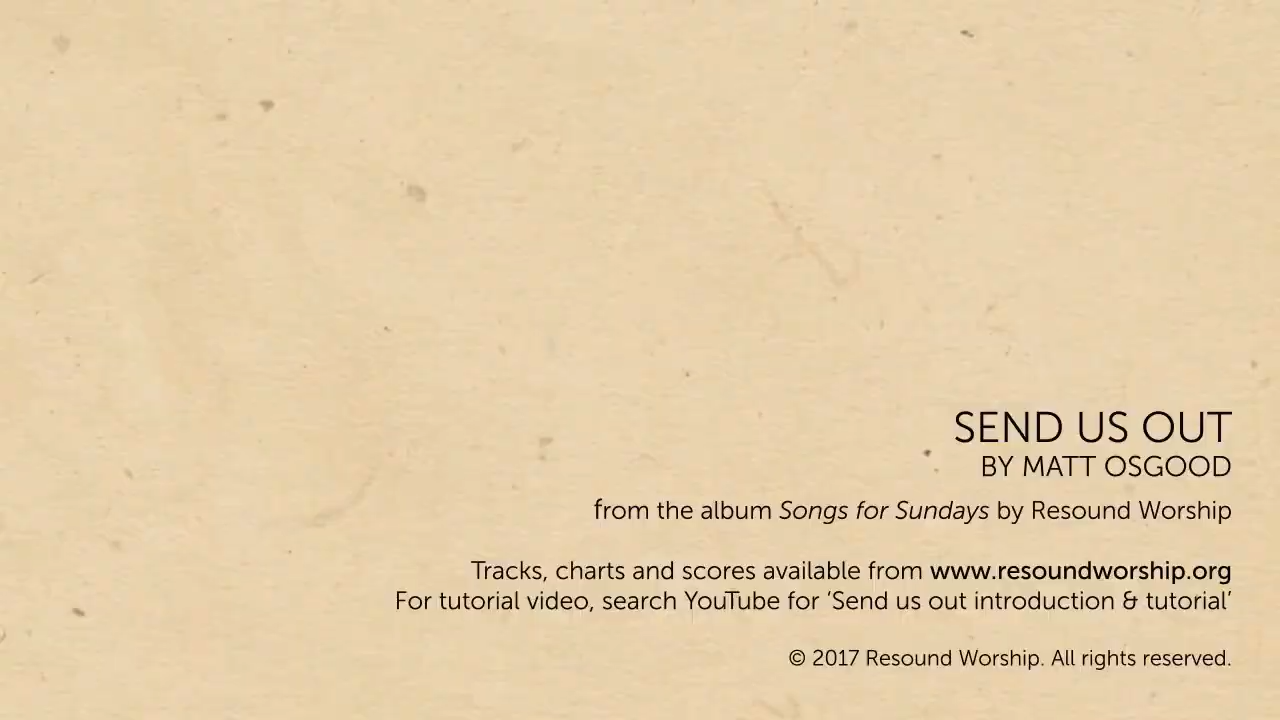 SEND US OUT
BY MATT OSGOOD
from the album Songs for Sundays by Resound Worship
Tracks, charts and scores available from www.resoundworship.org
For tutorial video, search YouTube for ‘Send us out introduction & tutorial’
© 2017 Resound Worship. All rights reserved.